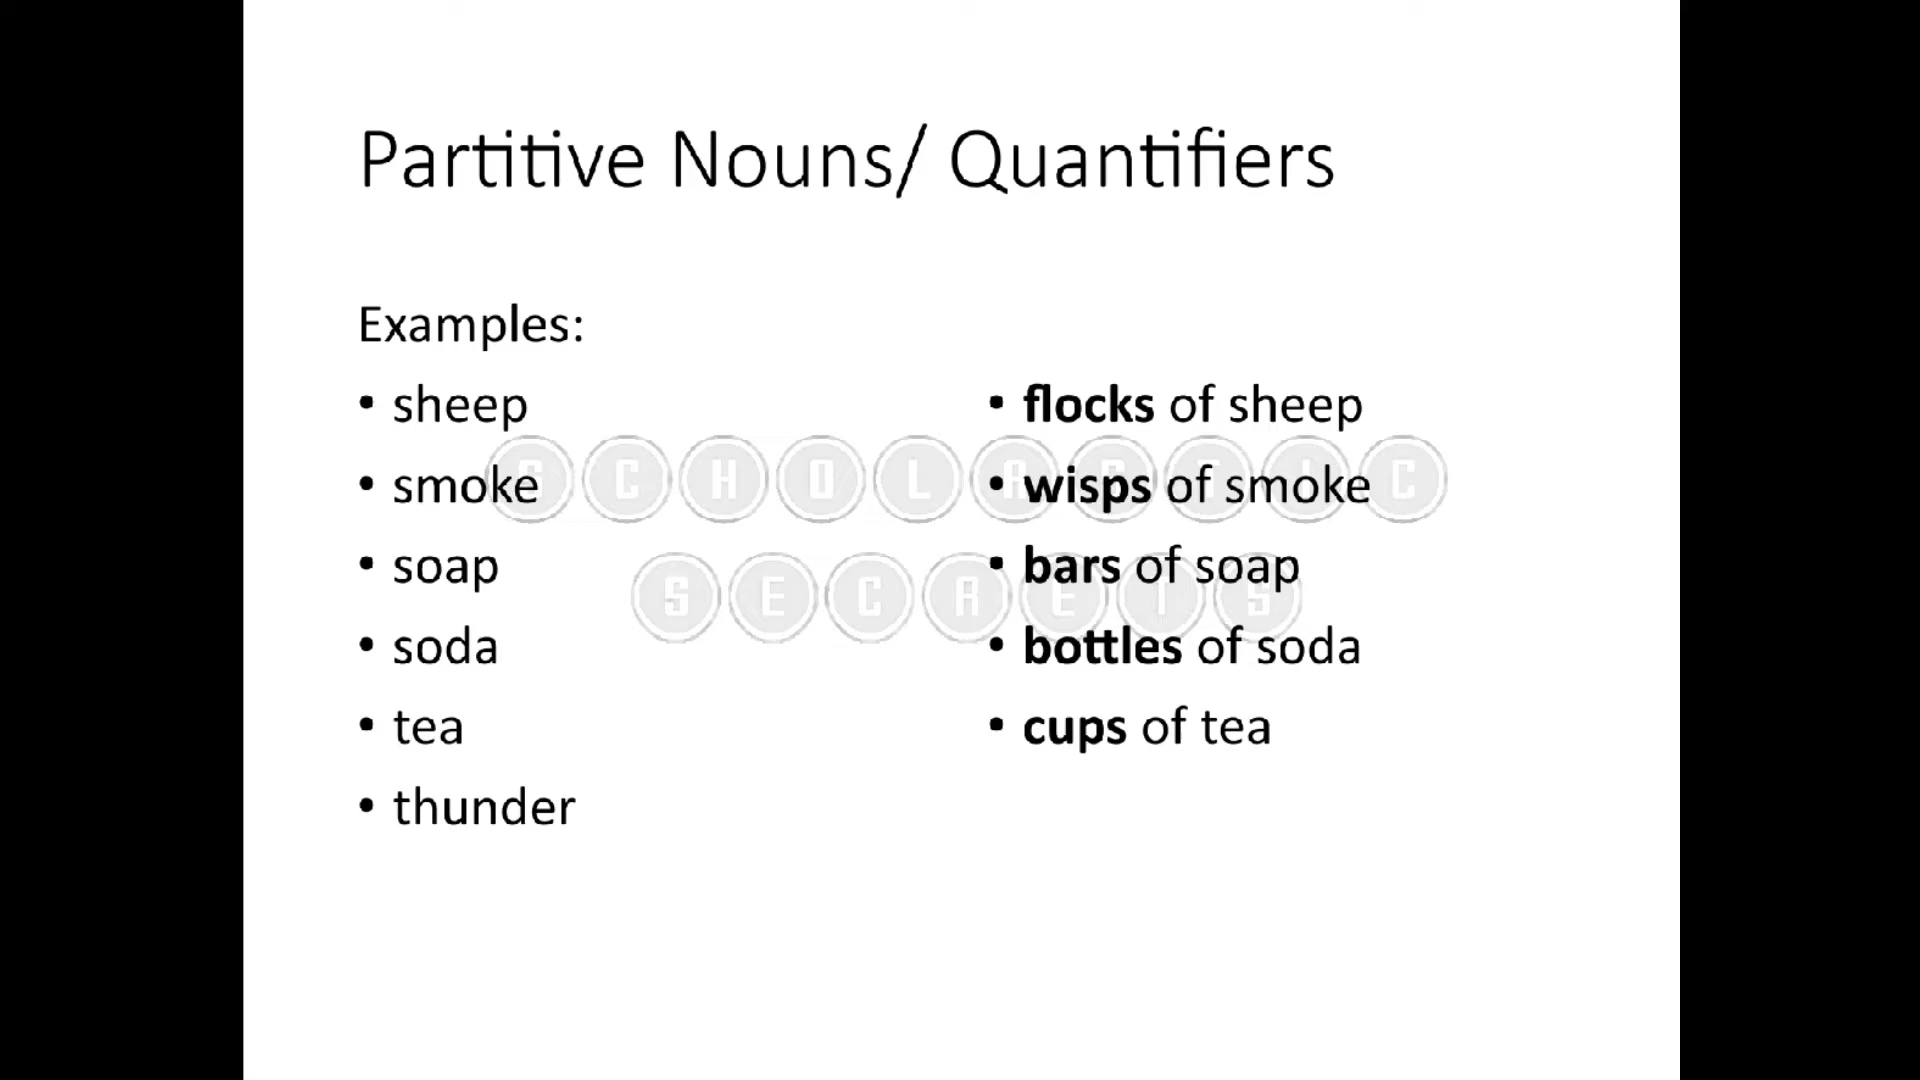 Partitive Nouns/ Quantifiers
Examples:
• sheep
• smoke
• soap
• soda
• tea
• thunder
• flocks of sheep
• wisps of smoke
• bars of soap
• bottles of soda
• cups of tea
SCHOLASTIC
SECRETS